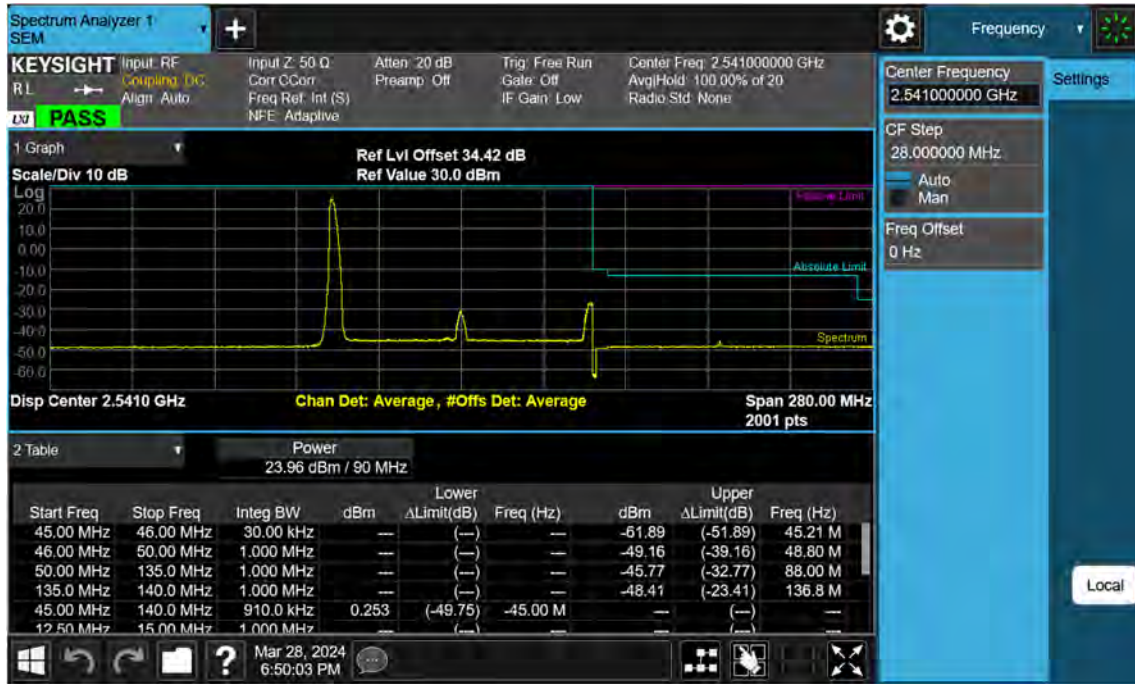 Spectrum Analyzer 1
SEM
+
Frequency
KEYSIGHT
RL
LXI
PASS
Input: RF
Coupling: DC
Align: Auto
Input Z: 50 Ω
Corr CCorr
Freq Ref: Int (S)
NFE: Adaptive
Atten: 20 dB
Preamp: Off
Trig: Free Run
Gate: Off
IF Gain: Low
Center Freq: 2.541000000 GHz
Avg|Hold: 100.00% of 20
Radio Std: None
Center Frequency
2.541000000 GHz
Settings
CF Step
28.000000 MHz
Auto
Man
Freq Offset
0 Hz
Local
1 Graph
Scale/Div 10 dB
Ref Lvl Offset 34.42 dB
Ref Value 30.0 dBm
Log
20.0
10.0
0.00
-10.0
-20.0
-30.0
-40.0
-50.0
-60.0
Relative Limit
Absolute Limit
Spectrum
Disp Center 2.5410 GHz
Chan Det: Average, #Offs Det: Average
Span 280.00 MHz
2001 pts
2 Table
Power
23.96 dBm / 90 MHz
Lower Upper
Start Freq Stop Freq Integ BW dBm ΔLimit(dB) Freq (Hz) dBm ΔLimit(dB) Freq (Hz)
45.00 MHz 46.00 MHz 30.00 kHz --- (---) --- -61.89 (-51.89) 45.21 M
46.00 MHz 50.00 MHz 1.000 MHz --- (---) --- -49.16 (-39.16) 48.80 M
50.00 MHz 135.0 MHz 1.000 MHz --- (---) --- -45.77 (-32.77) 88.00 M
135.0 MHz 140.0 MHz 1.000 MHz --- (---) --- -48.41 (-23.41) 136.8 M
45.00 MHz 140.0 MHz 910.0 kHz 0.253 (-49.75) -45.00 M --- (---) ---
12.50 MHz 15.00 MHz 1.000 MHz --- (---) --- --- (---) ---
?
Mar 28, 2024
6:50:03 PM